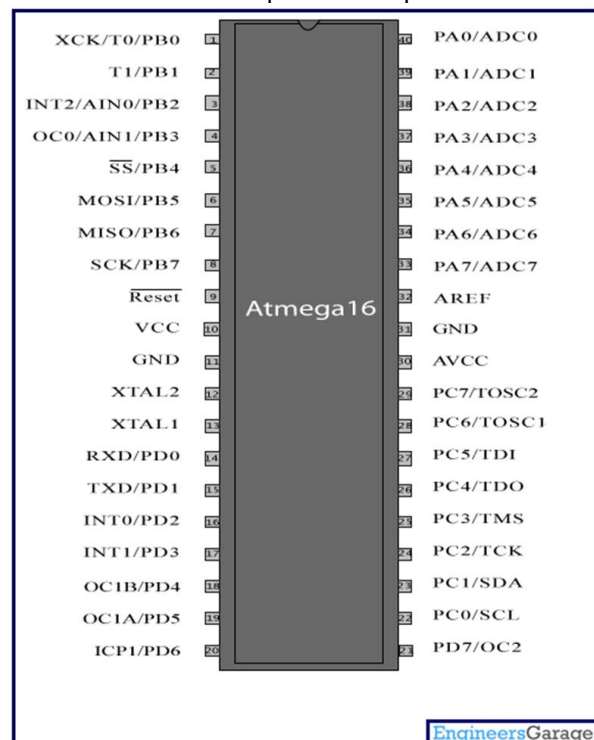 XCK/T0/PB0 1 40 PA0/ADC0
T1/PB1 2 39 PA1/ADC1
INT2/AIN0/PB2 3 38 PA2/ADC2
OC0/AIN1/PB3 4 37 PA3/ADC3
SS/PB4 5 36 PA4/ADC4
MOSI/PB5 6 35 PA5/ADC5
MISO/PB6 7 34 PA6/ADC6
SCK/PB7 8 33 PA7/ADC7
Reset 9 32 AREF
Atmega16
VCC 10 31 GND
GND 11 30 AVCC
XTAL2 12 29 PC7/TOSC2
XTAL1 13 28 PC6/TOSC1
RXD/PD0 14 27 PC5/TDI
TXD/PD1 15 26 PC4/TDO
INT0/PD2 16 25 PC3/TMS
INT1/PD3 17 24 PC2/TCK
OC1B/PD4 18 23 PC1/SDA
OC1A/PD5 19 22 PC0/SCL
ICP1/PD6 20 21 PD7/OC2
EngineersGarage